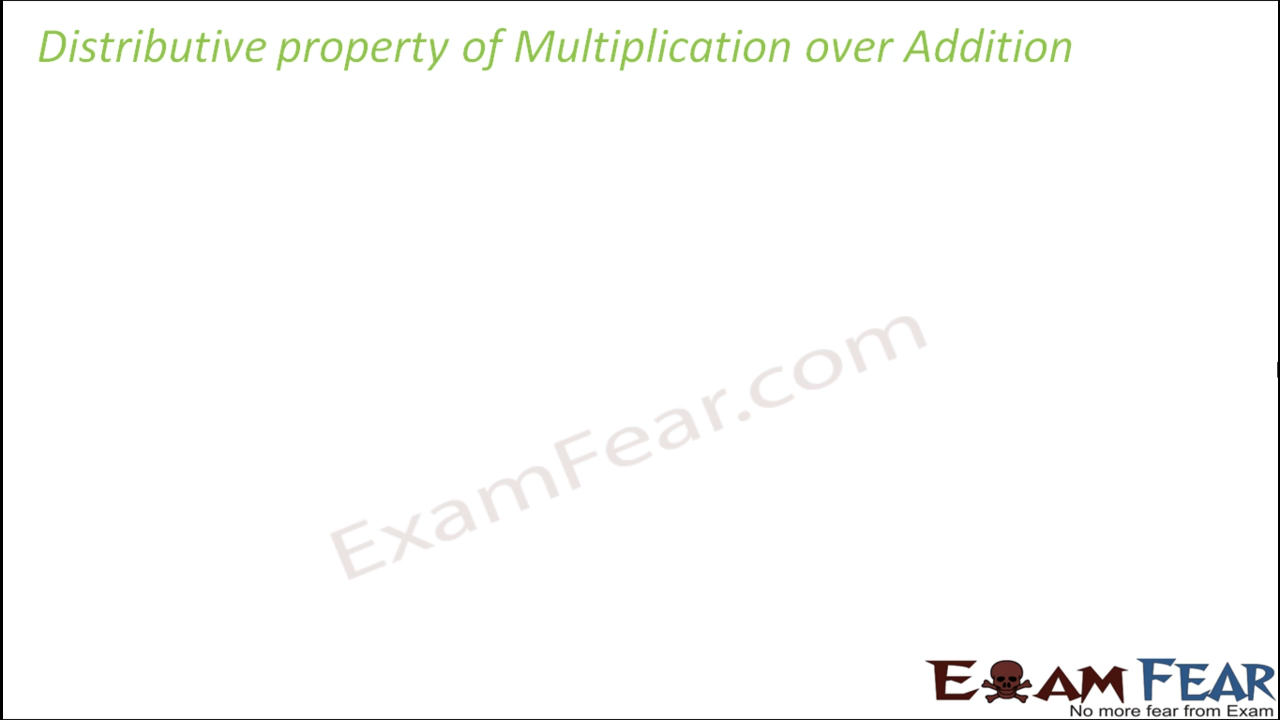 Distributive property of Multiplication over Addition
ExamFear.com
EXAM FEAR
No more fear from Exam